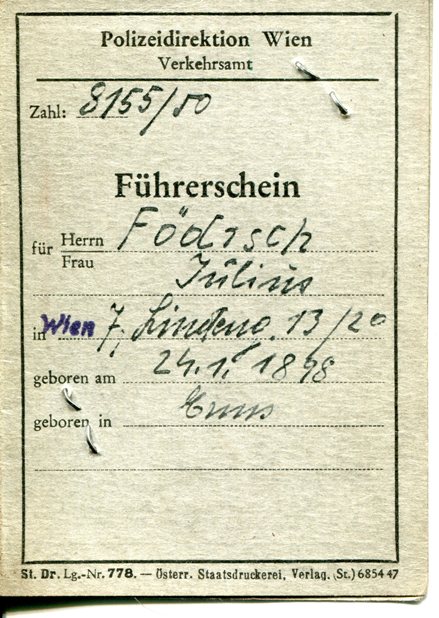 Polizeidirektion Wien
Verkehrsamt
Zahl: 8155/50
Führerschein
für Herrn Födisch
Frau
Julius
in Wien 7, Lindeng. 13/20
geboren am 24.1.1898
geboren in
St. Dr. Lg.-Nr. 778. — Österr. Staatsdruckerei, Verlag. (St.) 6854 47